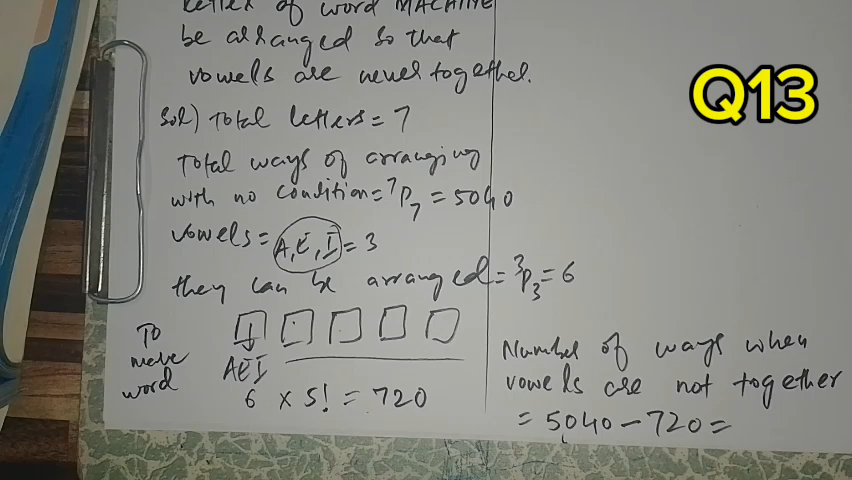 letter of word MACHINE
be arranged so that
vowels are never together.
Sol) Total letters = 7
Total ways of arranging
with no condition = ⁷P₇ = 5040
vowels = A, E, I = 3
they can be arranged = ³P₃ = 6
To
make
word
AEI
6 × 5! = 720
Number of ways when
vowels are not together
= 5040 - 720 =
Q13